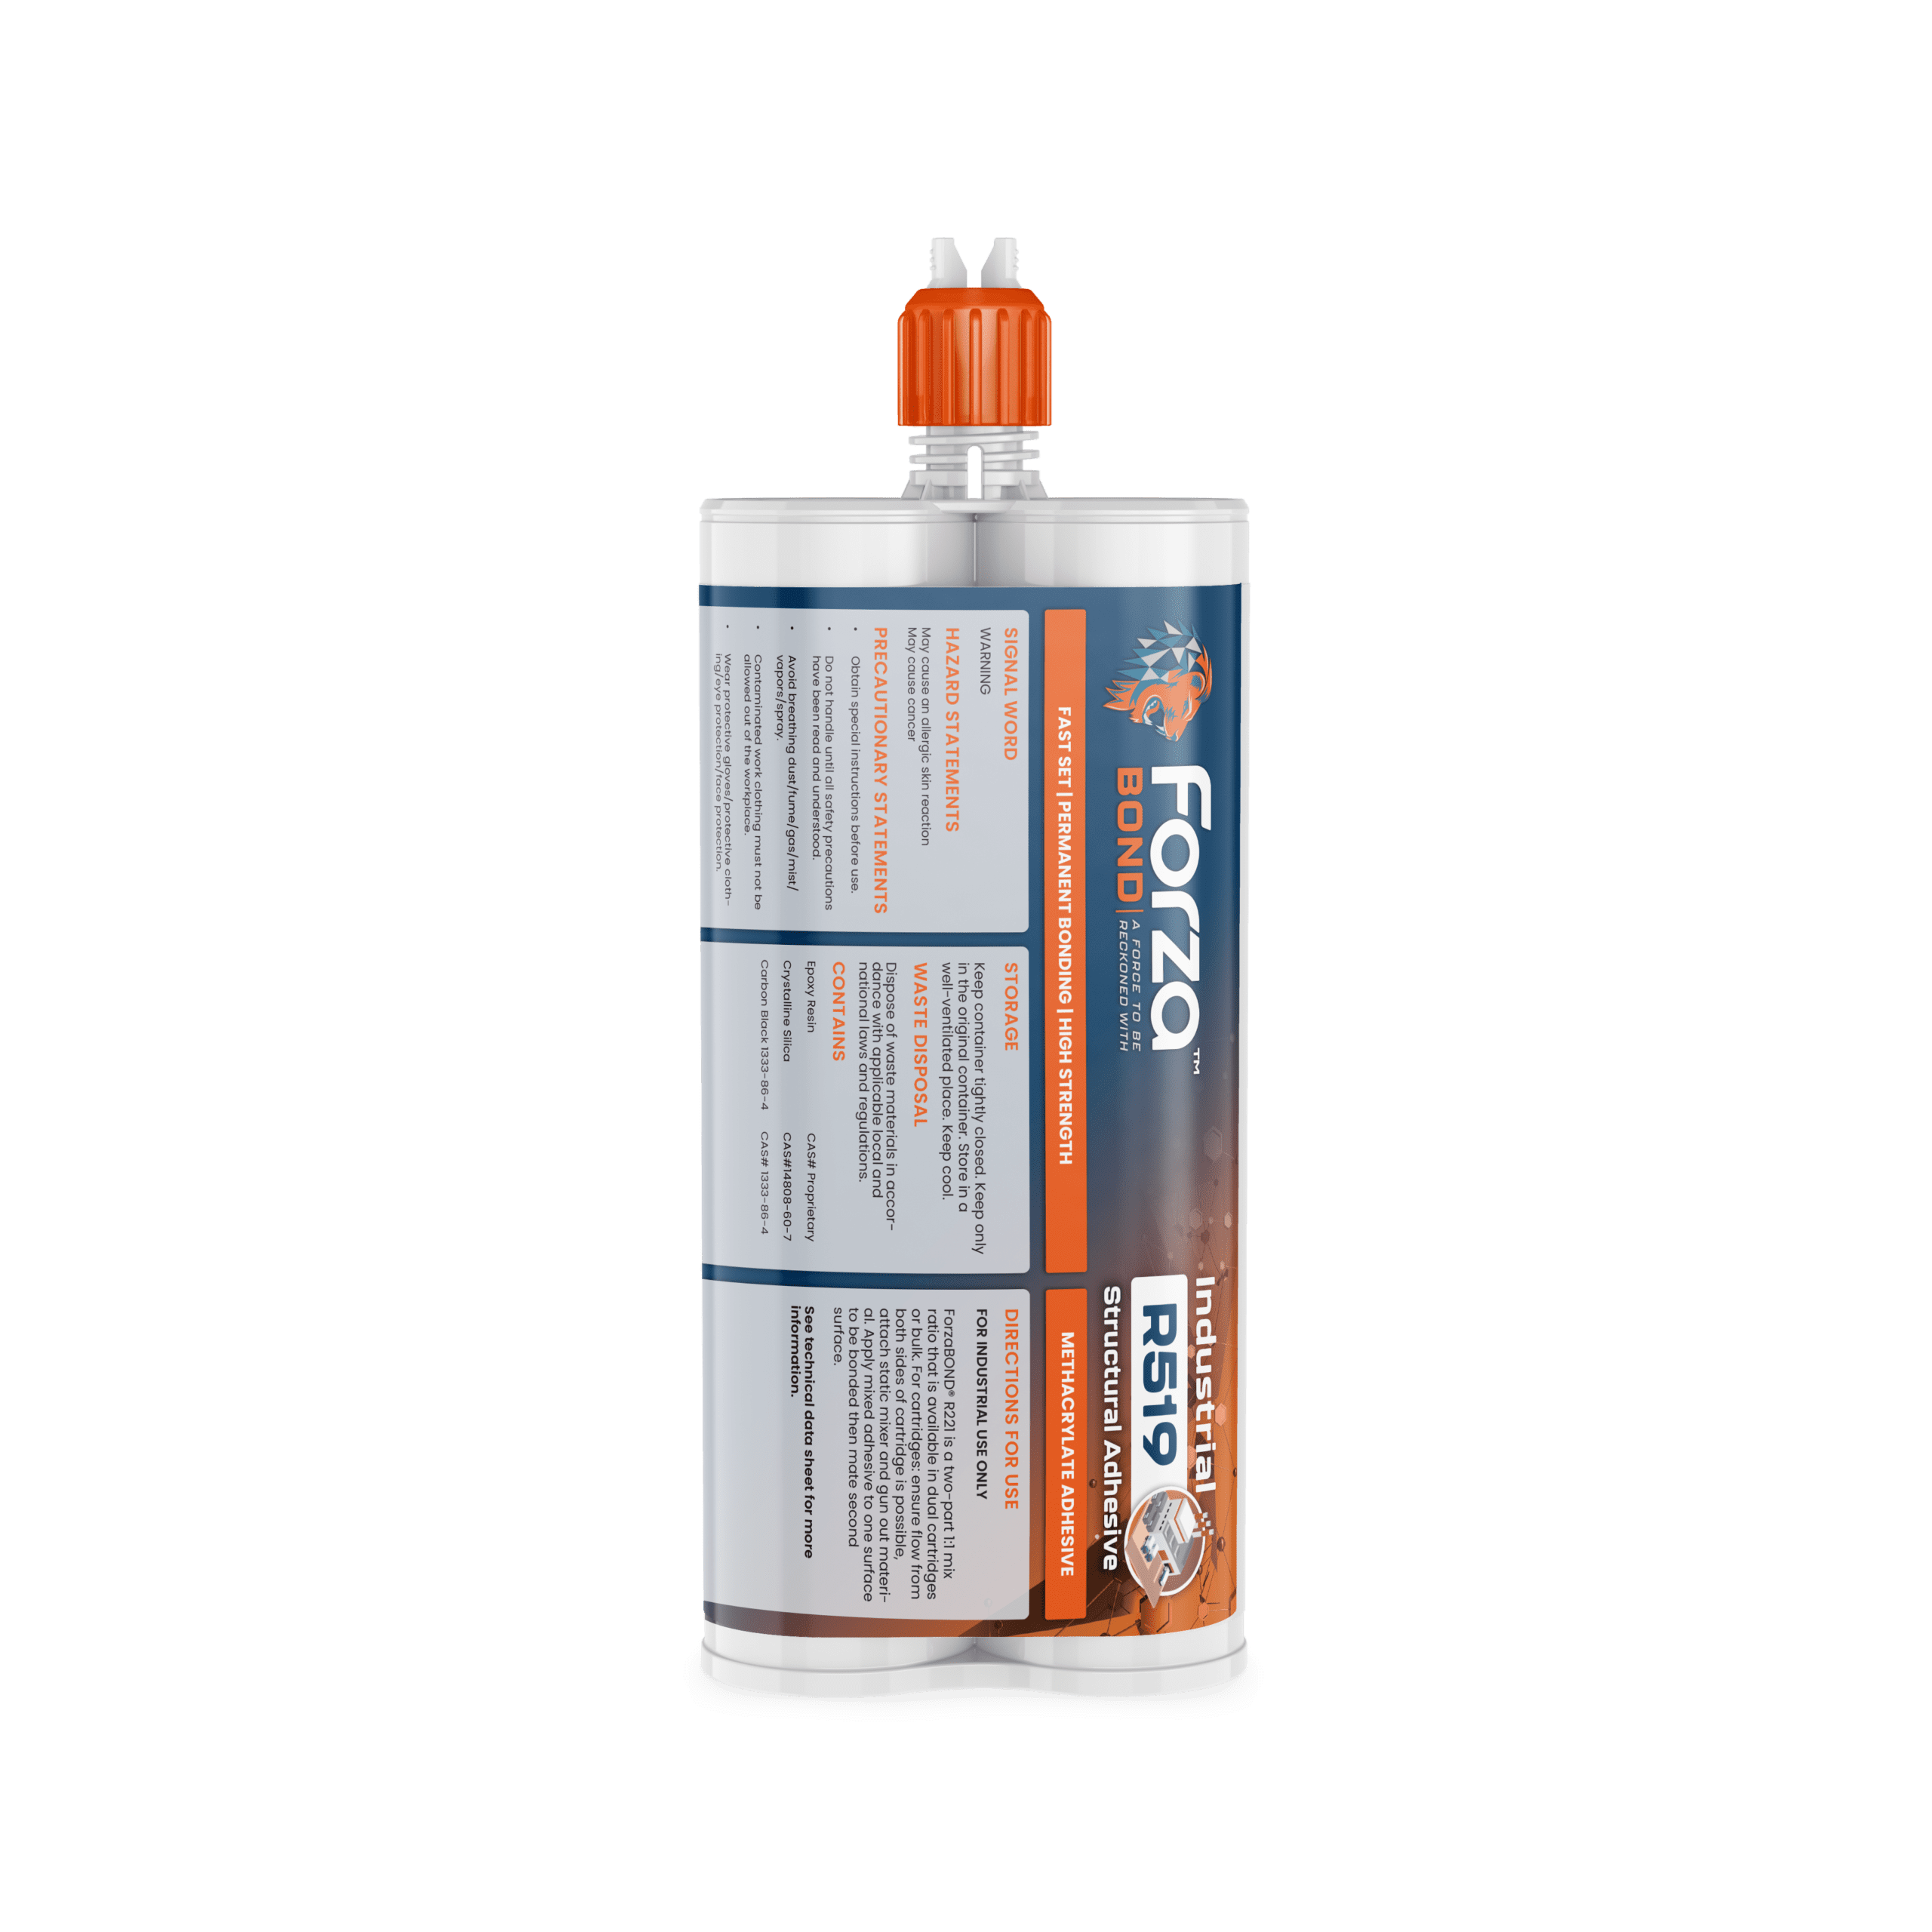 Forza™
BOND | A FORCE TO BE
RECKONED WITH
Industrial
R519
Structural Adhesive
FAST SET | PERMANENT BONDING | HIGH STRENGTH
METHACRYLATE ADHESIVE
SIGNAL WORD
WARNING
HAZARD STATEMENTS
May cause an allergic skin reaction
May cause cancer
PRECAUTIONARY STATEMENTS
• Obtain special instructions before use.
• Do not handle until all safety precautions
have been read and understood.
• Avoid breathing dust/fume/gas/mist/
vapors/spray.
• Contaminated work clothing must not be
allowed out of the workplace.
• Wear protective gloves/protective cloth-
ing/eye protection/face protection.
STORAGE
Keep container tightly closed. Keep only
in the original container. Store in a
well-ventilated place. Keep cool.
WASTE DISPOSAL
Dispose of waste materials in accor-
dance with applicable local and
national laws and regulations.
CONTAINS
Epoxy Resin CAS# Proprietary
Crystalline Silica CAS#14808-60-7
Carbon Black 1333-86-4 CAS# 1333-86-4
DIRECTIONS FOR USE
FOR INDUSTRIAL USE ONLY
ForzaBOND® R221 is a two-part 1:1 mix
ratio that is available in dual cartridges
or bulk. For cartridges: ensure flow from
both sides of cartridge is possible,
attach static mixer and gun out materi-
al. Apply mixed adhesive to one surface
to be bonded then mate second
surface.
See technical data sheet for more
information.